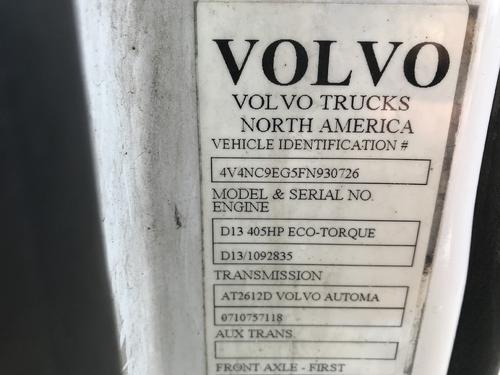 VOLVO
VOLVO TRUCKS
NORTH AMERICA
VEHICLE IDENTIFICATION #
4V4NC9EG5FN930726
MODEL & SERIAL NO.
ENGINE
D13 405HP ECO-TORQUE
D13/1092835
TRANSMISSION
AT2612D VOLVO AUTOMA
0710757118
AUX TRANS.
FRONT AXLE - FIRST